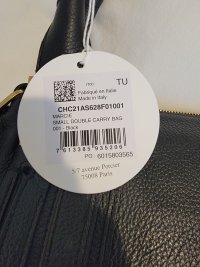 TU
Fabriqué en Italie
Made in Italy
CHC21AS628F01001
MARCIE
SMALL DOUBLE CARRY BAG
001 - Black
7613385935206
PO : 6015803565
5/7 avenue Percier
75008 Paris